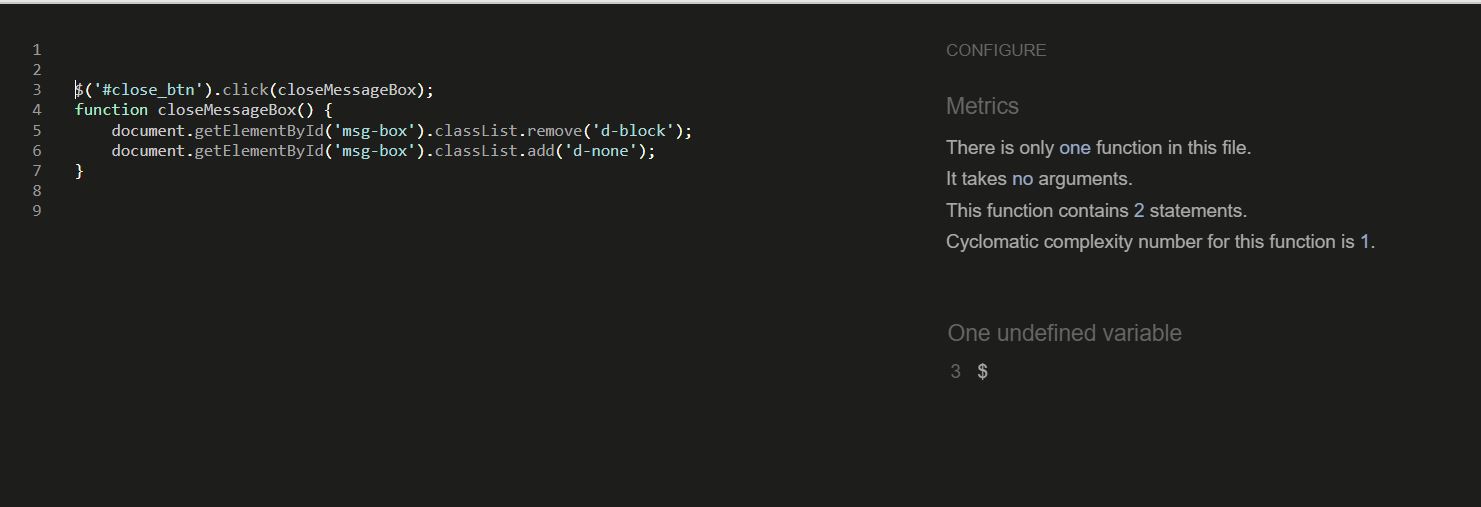 1
2
3 $('#close_btn').click(closeMessageBox);
4 function closeMessageBox() {
5 document.getElementById('msg-box').classList.remove('d-block');
6 document.getElementById('msg-box').classList.add('d-none');
7 }
8
9
CONFIGURE
Metrics
There is only one function in this file.
It takes no arguments.
This function contains 2 statements.
Cyclomatic complexity number for this function is 1.
One undefined variable
3 $